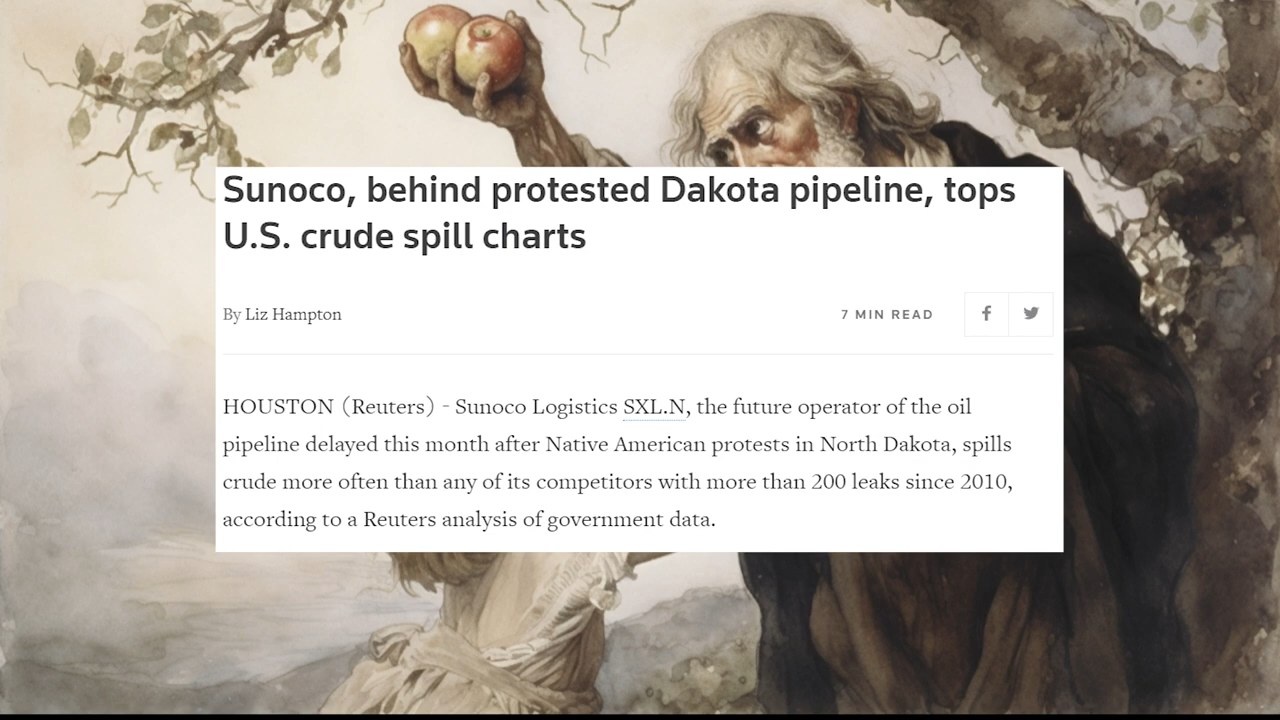 Sunoco, behind protested Dakota pipeline, tops
U.S. crude spill charts
By Liz Hampton
7 MIN READ
HOUSTON (Reuters) - Sunoco Logistics SXL.N, the future operator of the oil
pipeline delayed this month after Native American protests in North Dakota, spills
crude more often than any of its competitors with more than 200 leaks since 2010,
according to a Reuters analysis of government data.